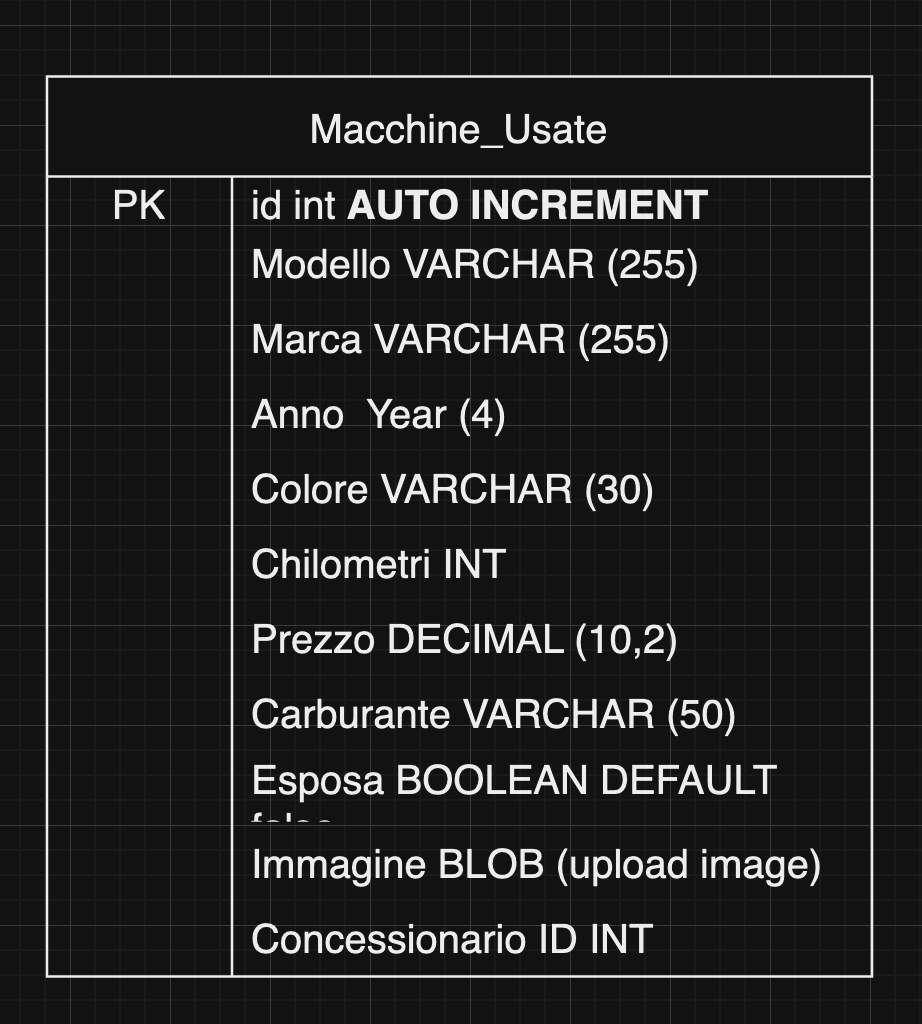 Macchine_Usate
PK id int AUTO INCREMENT
Modello VARCHAR (255)
Marca VARCHAR (255)
Anno  Year (4)
Colore VARCHAR (30)
Chilometri INT
Prezzo DECIMAL (10,2)
Carburante VARCHAR (50)
Esposa BOOLEAN DEFAULT
Immagine BLOB (upload image)
Concessionario ID INT